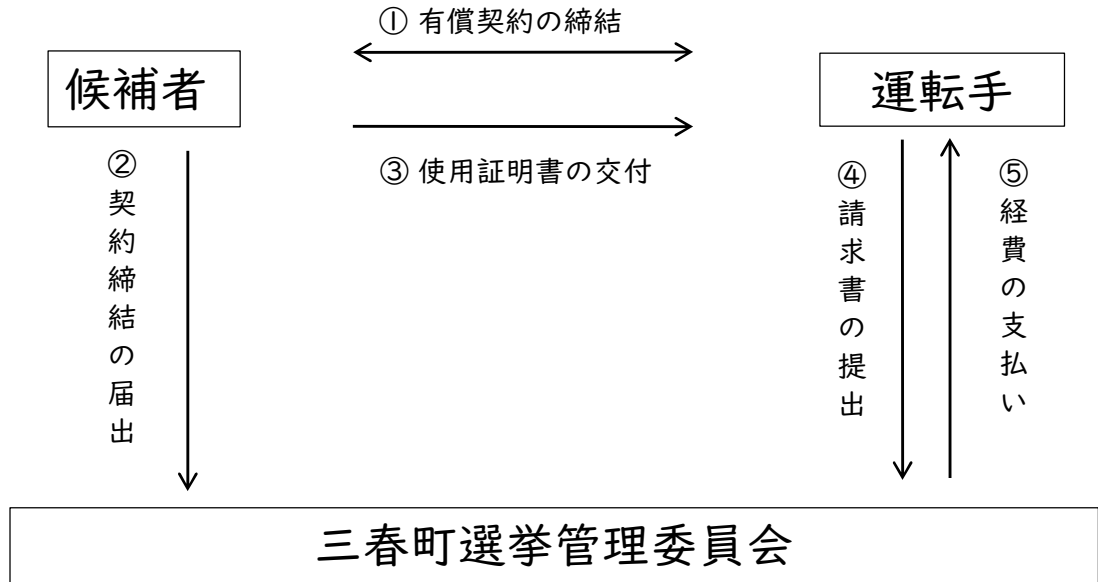 ① 有償契約の締結
候補者
運転手
③ 使用証明書の交付
②契約締結の届出
④請求書の提出
⑤経費の支払い
三春町選挙管理委員会